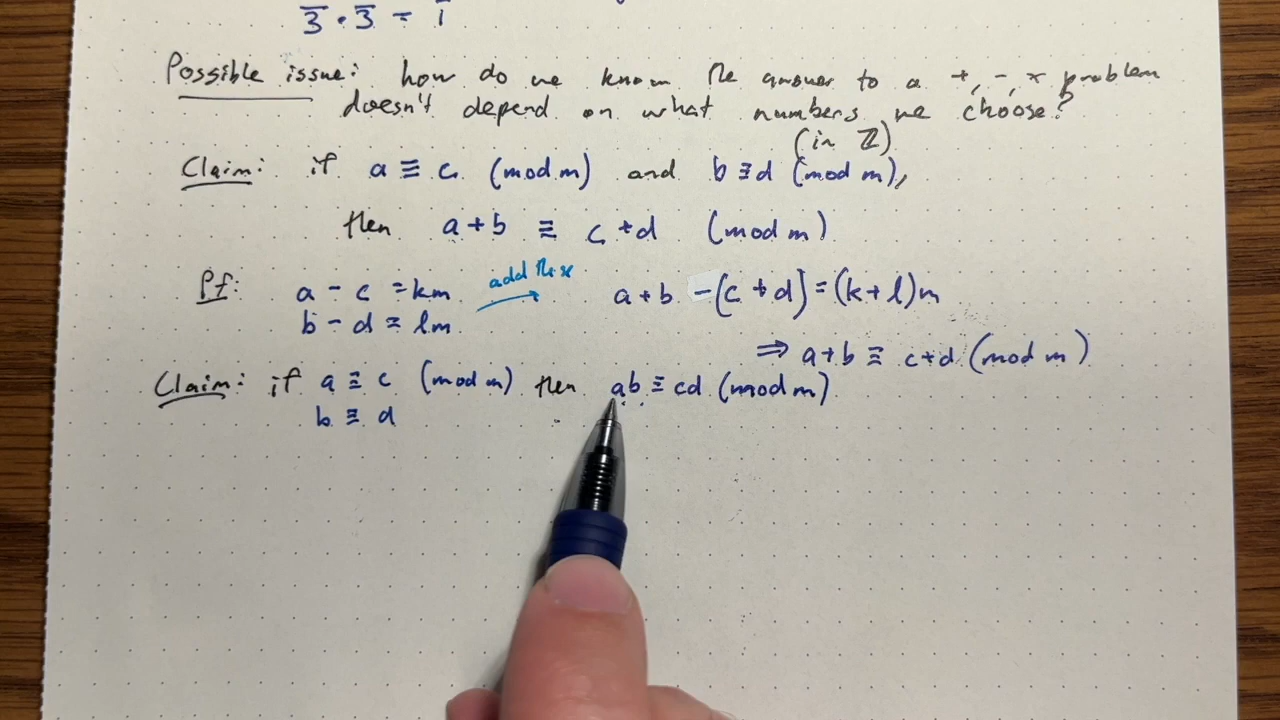 3̅ · 3̅ = 1̅
Possible issue: how do we know the answer to a +, -, × problem
doesn't depend on what numbers we choose?
(in ℤ)
Claim: if a ≡ c (mod m) and b ≡ d (mod m),
then a+b ≡ c+d (mod m)
Pf: a - c = km add these → a+b -(c+d)=(k+l)m
b - d = lm
⇒ a+b ≡ c+d (mod m)
Claim: if a ≡ c (mod m) then ab ≡ cd (mod m)
b ≡ d